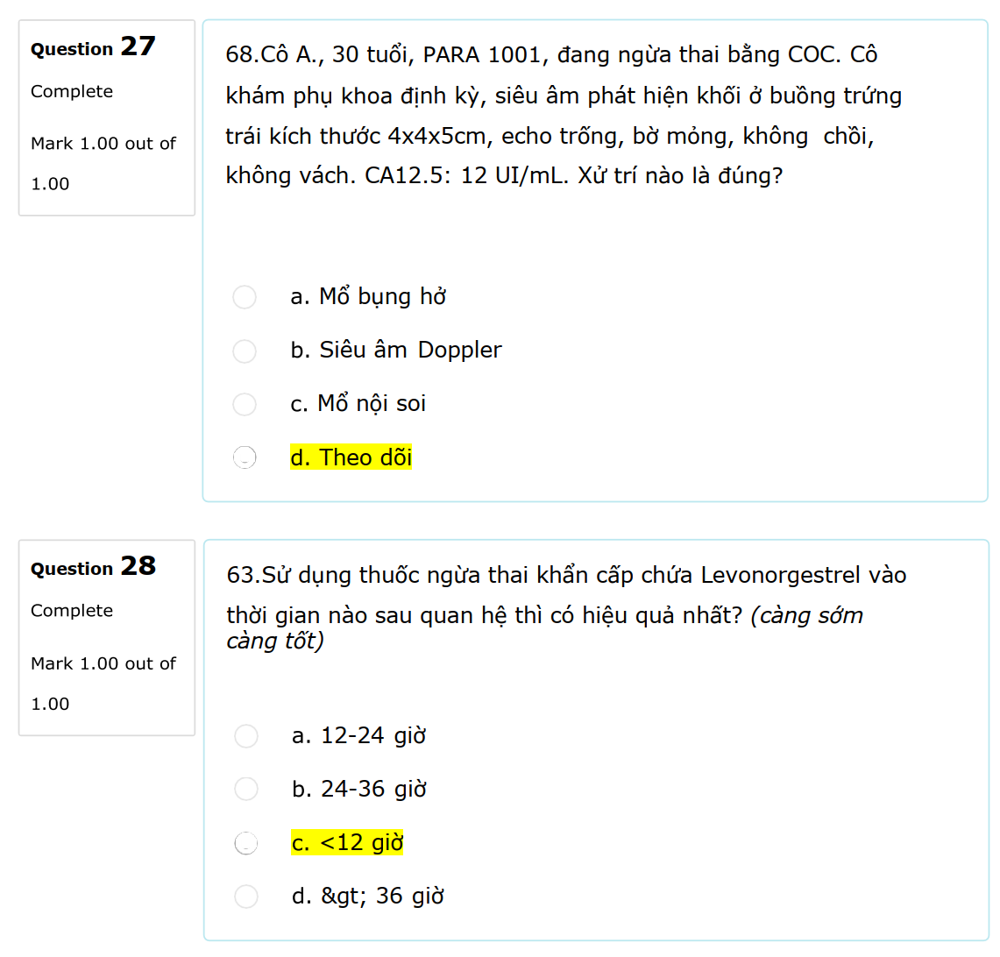 Question 27
Complete
Mark 1.00 out of
1.00
68.Cô A., 30 tuổi, PARA 1001, đang ngừa thai bằng COC. Cô
khám phụ khoa định kỳ, siêu âm phát hiện khối ở buồng trứng
trái kích thước 4x4x5cm, echo trống, bờ mỏng, không chồi,
không vách. CA12.5: 12 UI/mL. Xử trí nào là đúng?
a. Mổ bụng hở
b. Siêu âm Doppler
c. Mổ nội soi
d. Theo dõi
Question 28
Complete
Mark 1.00 out of
1.00
63.Sử dụng thuốc ngừa thai khẩn cấp chứa Levonorgestrel vào
thời gian nào sau quan hệ thì có hiệu quả nhất? (càng sớm
càng tốt)
a. 12-24 giờ
b. 24-36 giờ
c. <12 giờ
d. &gt; 36 giờ